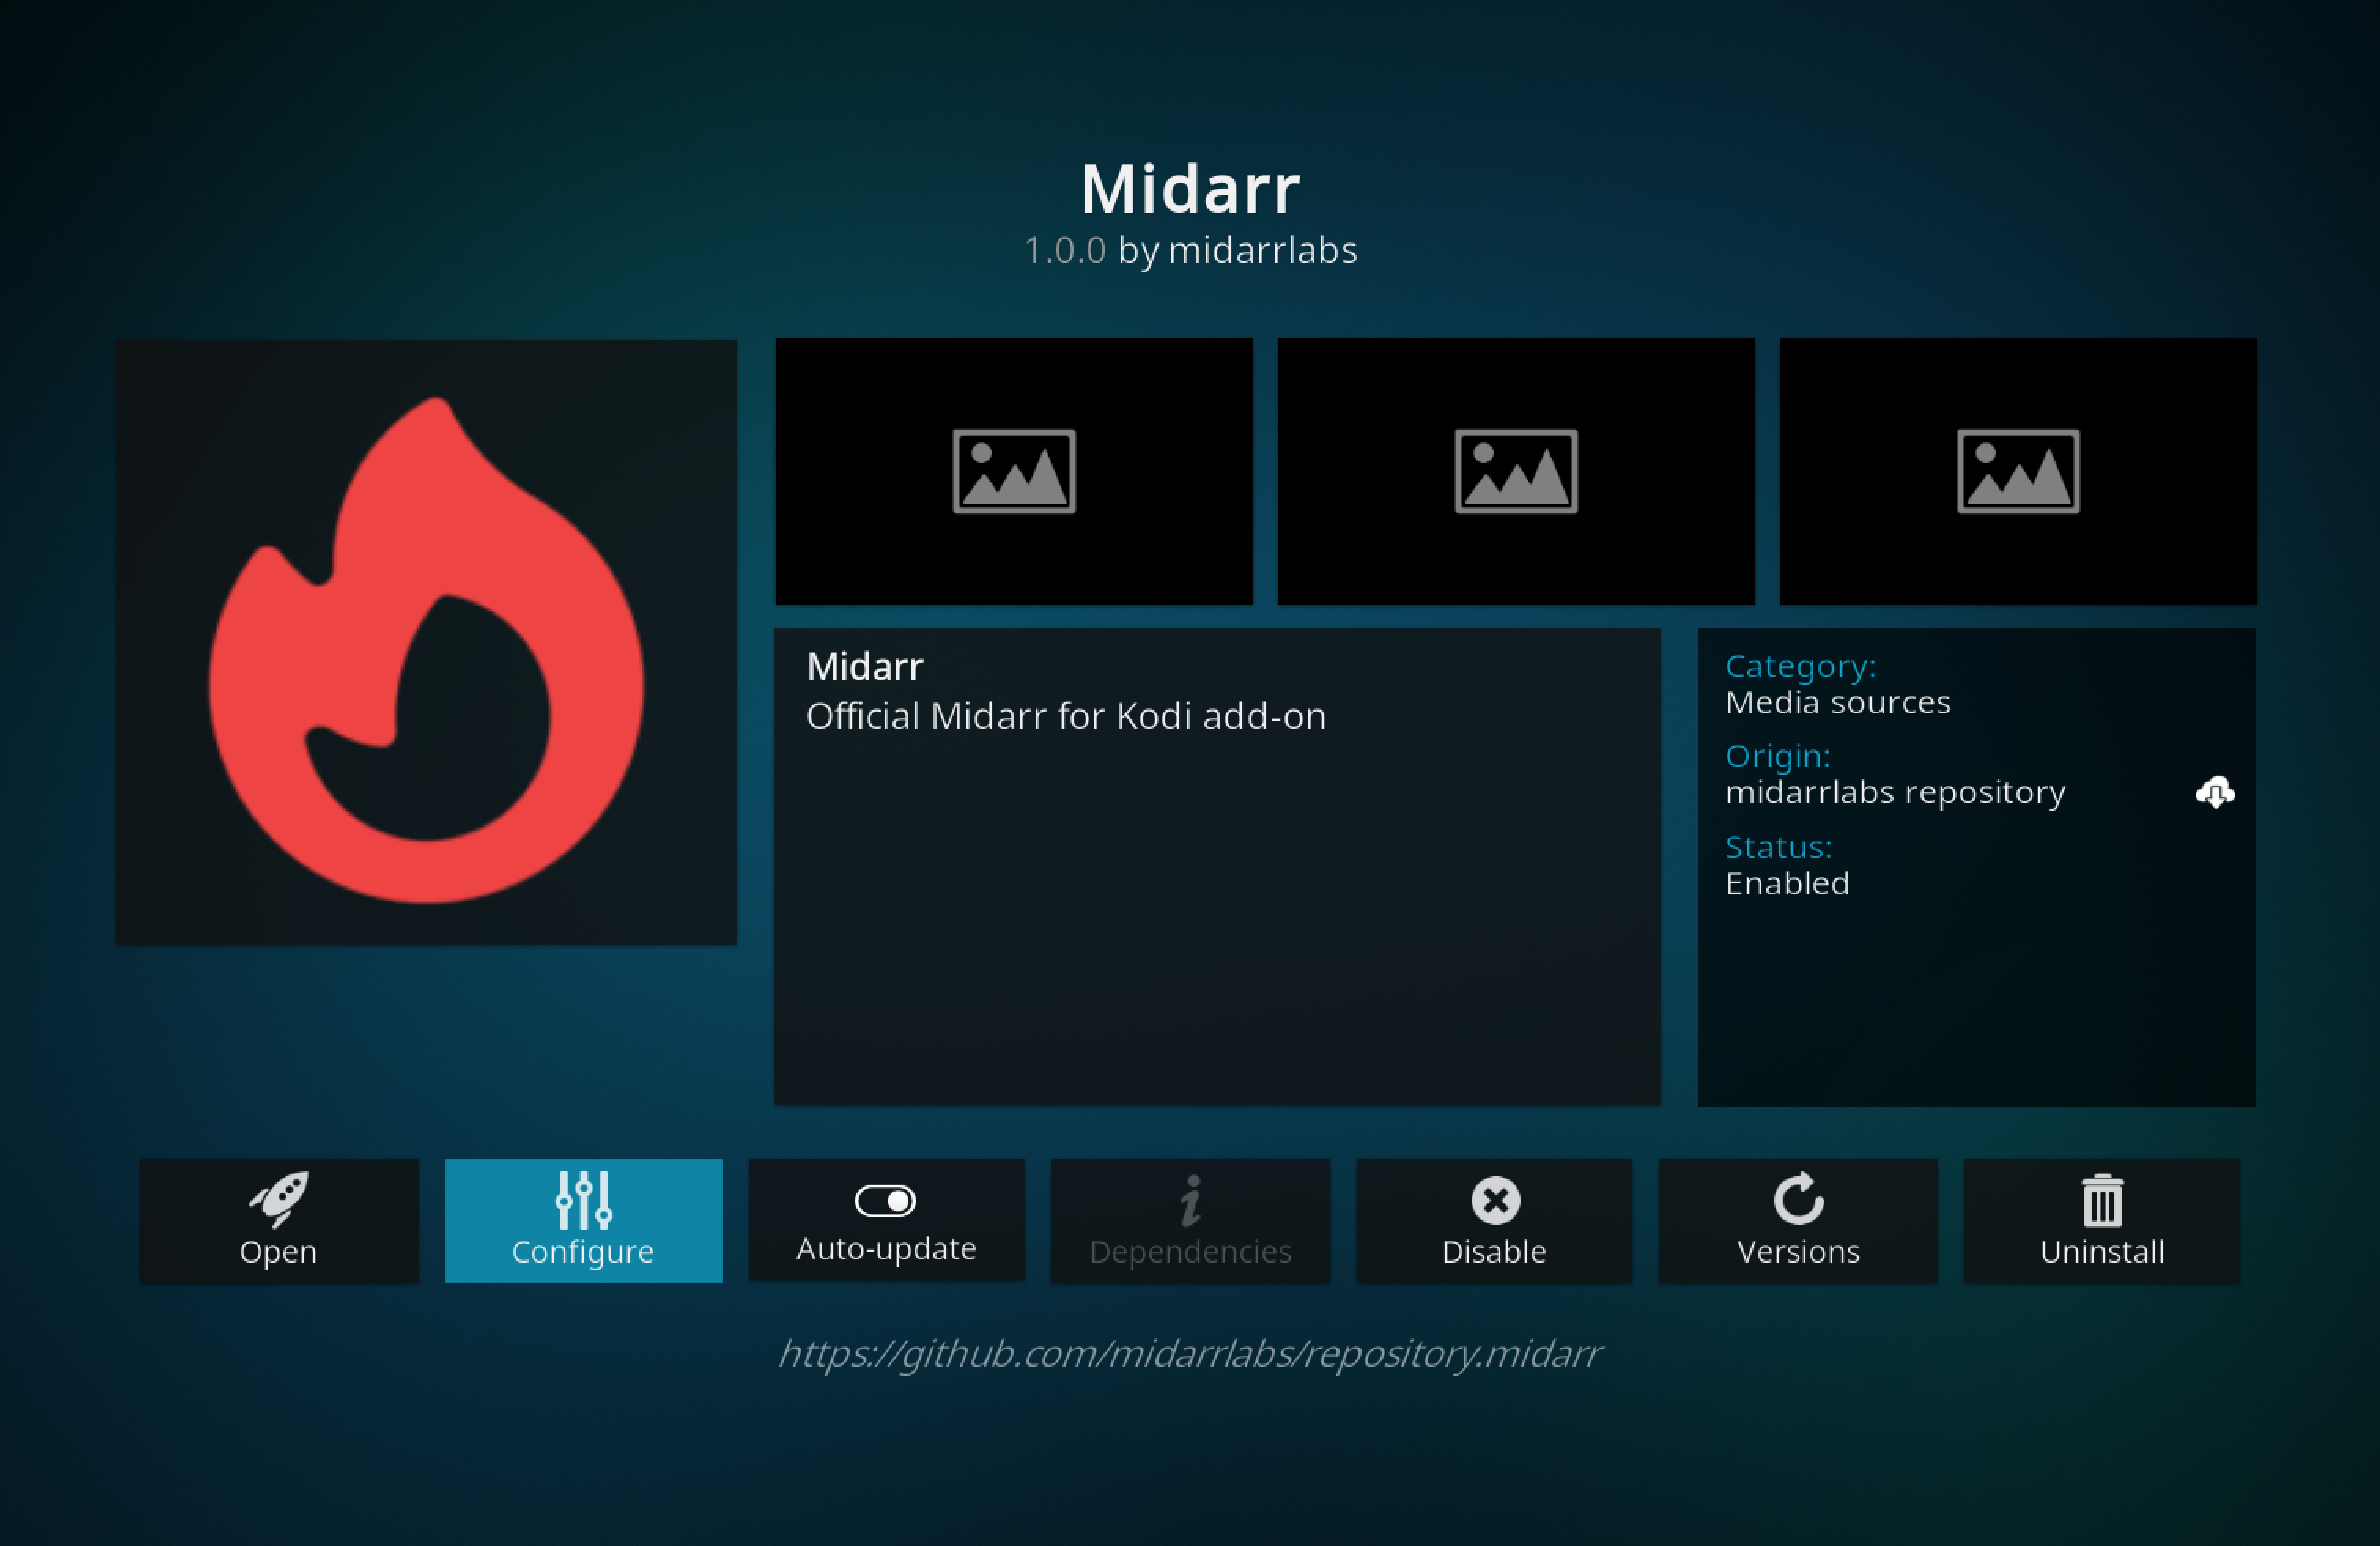 Midarr
1.0.0 by midarrlabs
Midarr
Official Midarr for Kodi add-on
Category:
Media sources
Origin:
midarrlabs repository
Status:
Enabled
Open
Configure
Auto-update
Dependencies
Disable
Versions
Uninstall
https://github.com/midarrlabs/repository.midarr